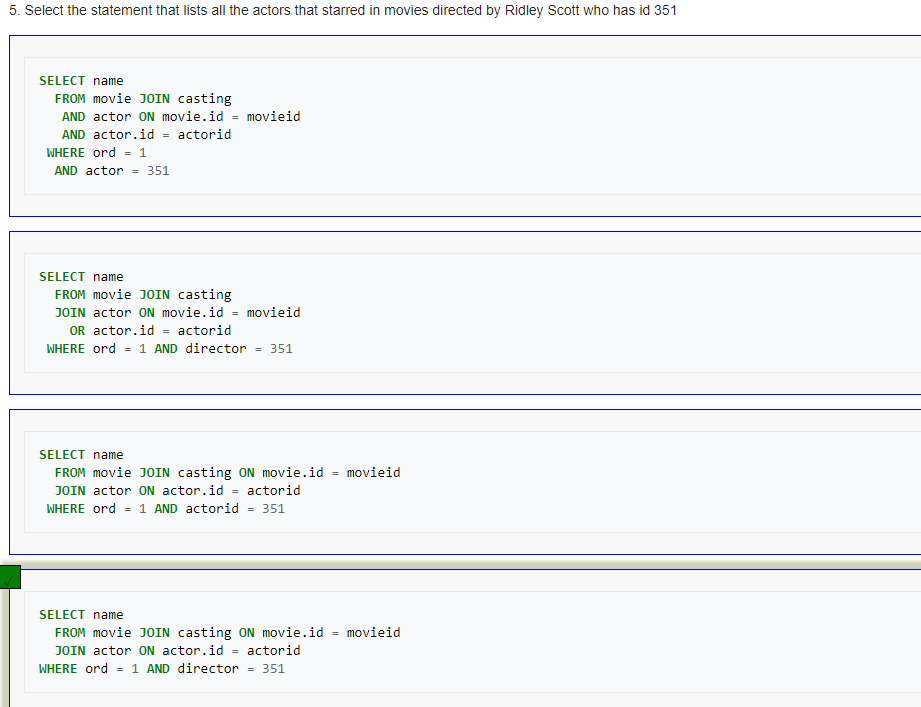 5. Select the statement that lists all the actors that starred in movies directed by Ridley Scott who has id 351
SELECT name
FROM movie JOIN casting
AND actor ON movie.id = movieid
AND actor.id = actorid
WHERE ord = 1
AND actor = 351
SELECT name
FROM movie JOIN casting
JOIN actor ON movie.id = movieid
OR actor.id = actorid
WHERE ord = 1 AND director = 351
SELECT name
FROM movie JOIN casting ON movie.id = movieid
JOIN actor ON actor.id = actorid
WHERE ord = 1 AND actorid = 351
SELECT name
FROM movie JOIN casting ON movie.id = movieid
JOIN actor ON actor.id = actorid
WHERE ord = 1 AND director = 351